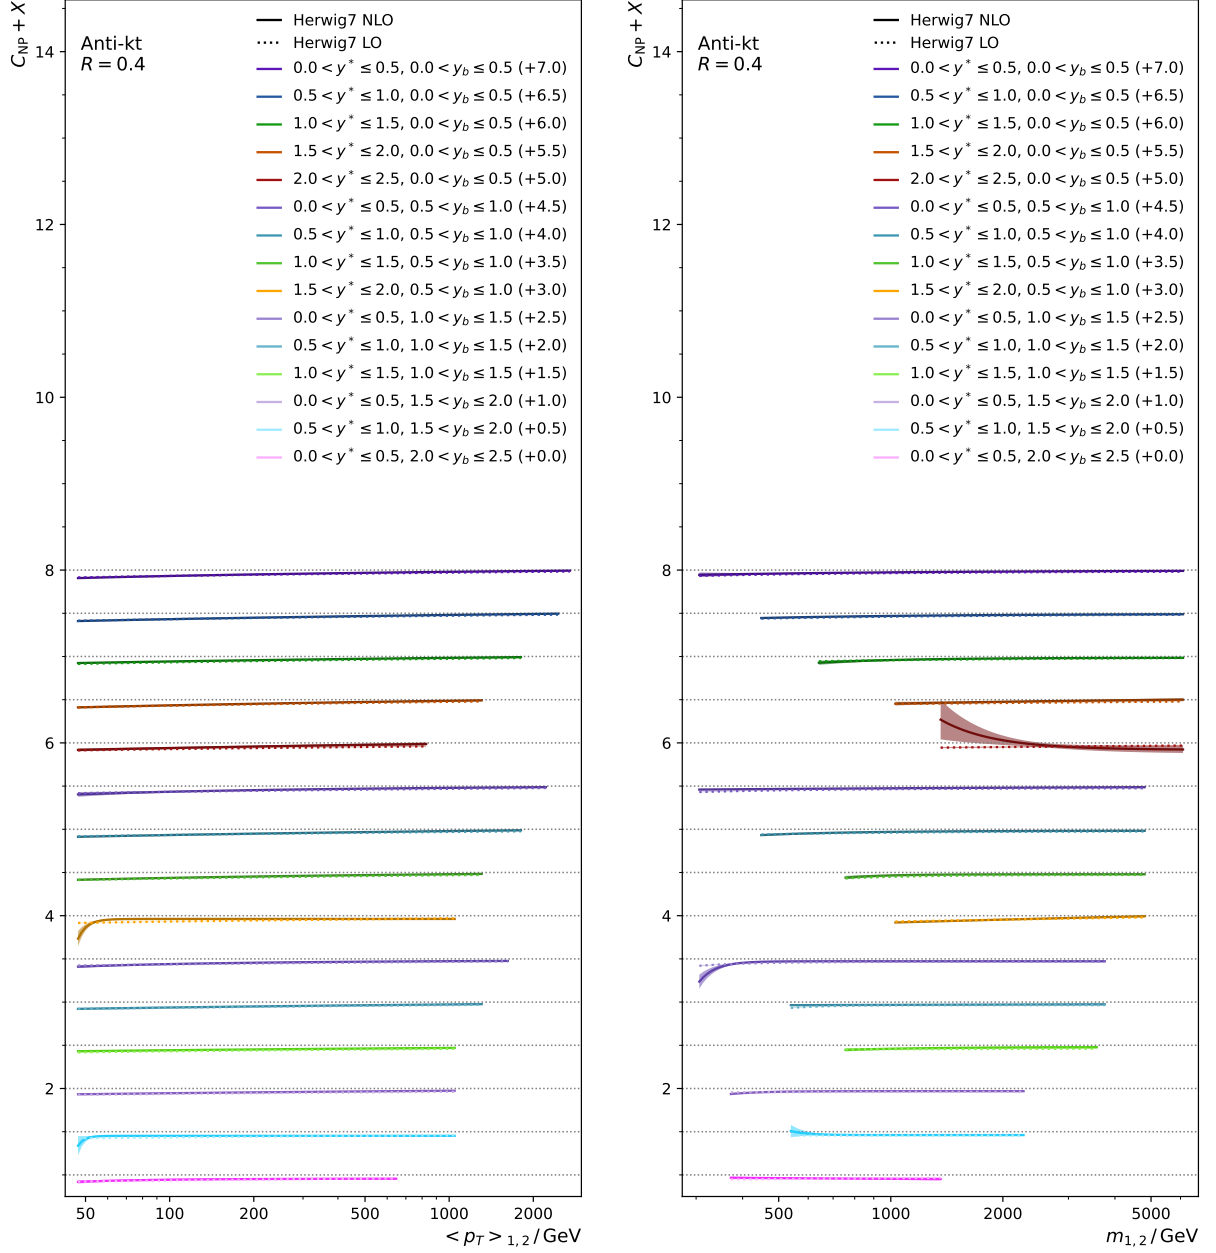 C_NP + X
Anti-kt
R = 0.4
Herwig7 NLO
Herwig7 LO
0.0 < y* ≤ 0.5, 0.0 < y_b ≤ 0.5 (+7.0)
0.5 < y* ≤ 1.0, 0.0 < y_b ≤ 0.5 (+6.5)
1.0 < y* ≤ 1.5, 0.0 < y_b ≤ 0.5 (+6.0)
1.5 < y* ≤ 2.0, 0.0 < y_b ≤ 0.5 (+5.5)
2.0 < y* ≤ 2.5, 0.0 < y_b ≤ 0.5 (+5.0)
0.0 < y* ≤ 0.5, 0.5 < y_b ≤ 1.0 (+4.5)
0.5 < y* ≤ 1.0, 0.5 < y_b ≤ 1.0 (+4.0)
1.0 < y* ≤ 1.5, 0.5 < y_b ≤ 1.0 (+3.5)
1.5 < y* ≤ 2.0, 0.5 < y_b ≤ 1.0 (+3.0)
0.0 < y* ≤ 0.5, 1.0 < y_b ≤ 1.5 (+2.5)
0.5 < y* ≤ 1.0, 1.0 < y_b ≤ 1.5 (+2.0)
1.0 < y* ≤ 1.5, 1.0 < y_b ≤ 1.5 (+1.5)
0.0 < y* ≤ 0.5, 1.5 < y_b ≤ 2.0 (+1.0)
0.5 < y* ≤ 1.0, 1.5 < y_b ≤ 2.0 (+0.5)
0.0 < y* ≤ 0.5, 2.0 < y_b ≤ 2.5 (+0.0)
14
12
10
8
6
4
2
50 100 200 500 1000 2000
< p_T >_1,2 / GeV
C_NP + X
Anti-kt
R = 0.4
Herwig7 NLO
Herwig7 LO
0.0 < y* ≤ 0.5, 0.0 < y_b ≤ 0.5 (+7.0)
0.5 < y* ≤ 1.0, 0.0 < y_b ≤ 0.5 (+6.5)
1.0 < y* ≤ 1.5, 0.0 < y_b ≤ 0.5 (+6.0)
1.5 < y* ≤ 2.0, 0.0 < y_b ≤ 0.5 (+5.5)
2.0 < y* ≤ 2.5, 0.0 < y_b ≤ 0.5 (+5.0)
0.0 < y* ≤ 0.5, 0.5 < y_b ≤ 1.0 (+4.5)
0.5 < y* ≤ 1.0, 0.5 < y_b ≤ 1.0 (+4.0)
1.0 < y* ≤ 1.5, 0.5 < y_b ≤ 1.0 (+3.5)
1.5 < y* ≤ 2.0, 0.5 < y_b ≤ 1.0 (+3.0)
0.0 < y* ≤ 0.5, 1.0 < y_b ≤ 1.5 (+2.5)
0.5 < y* ≤ 1.0, 1.0 < y_b ≤ 1.5 (+2.0)
1.0 < y* ≤ 1.5, 1.0 < y_b ≤ 1.5 (+1.5)
0.0 < y* ≤ 0.5, 1.5 < y_b ≤ 2.0 (+1.0)
0.5 < y* ≤ 1.0, 1.5 < y_b ≤ 2.0 (+0.5)
0.0 < y* ≤ 0.5, 2.0 < y_b ≤ 2.5 (+0.0)
14
12
10
8
6
4
2
500 1000 2000 5000
m_1,2 / GeV